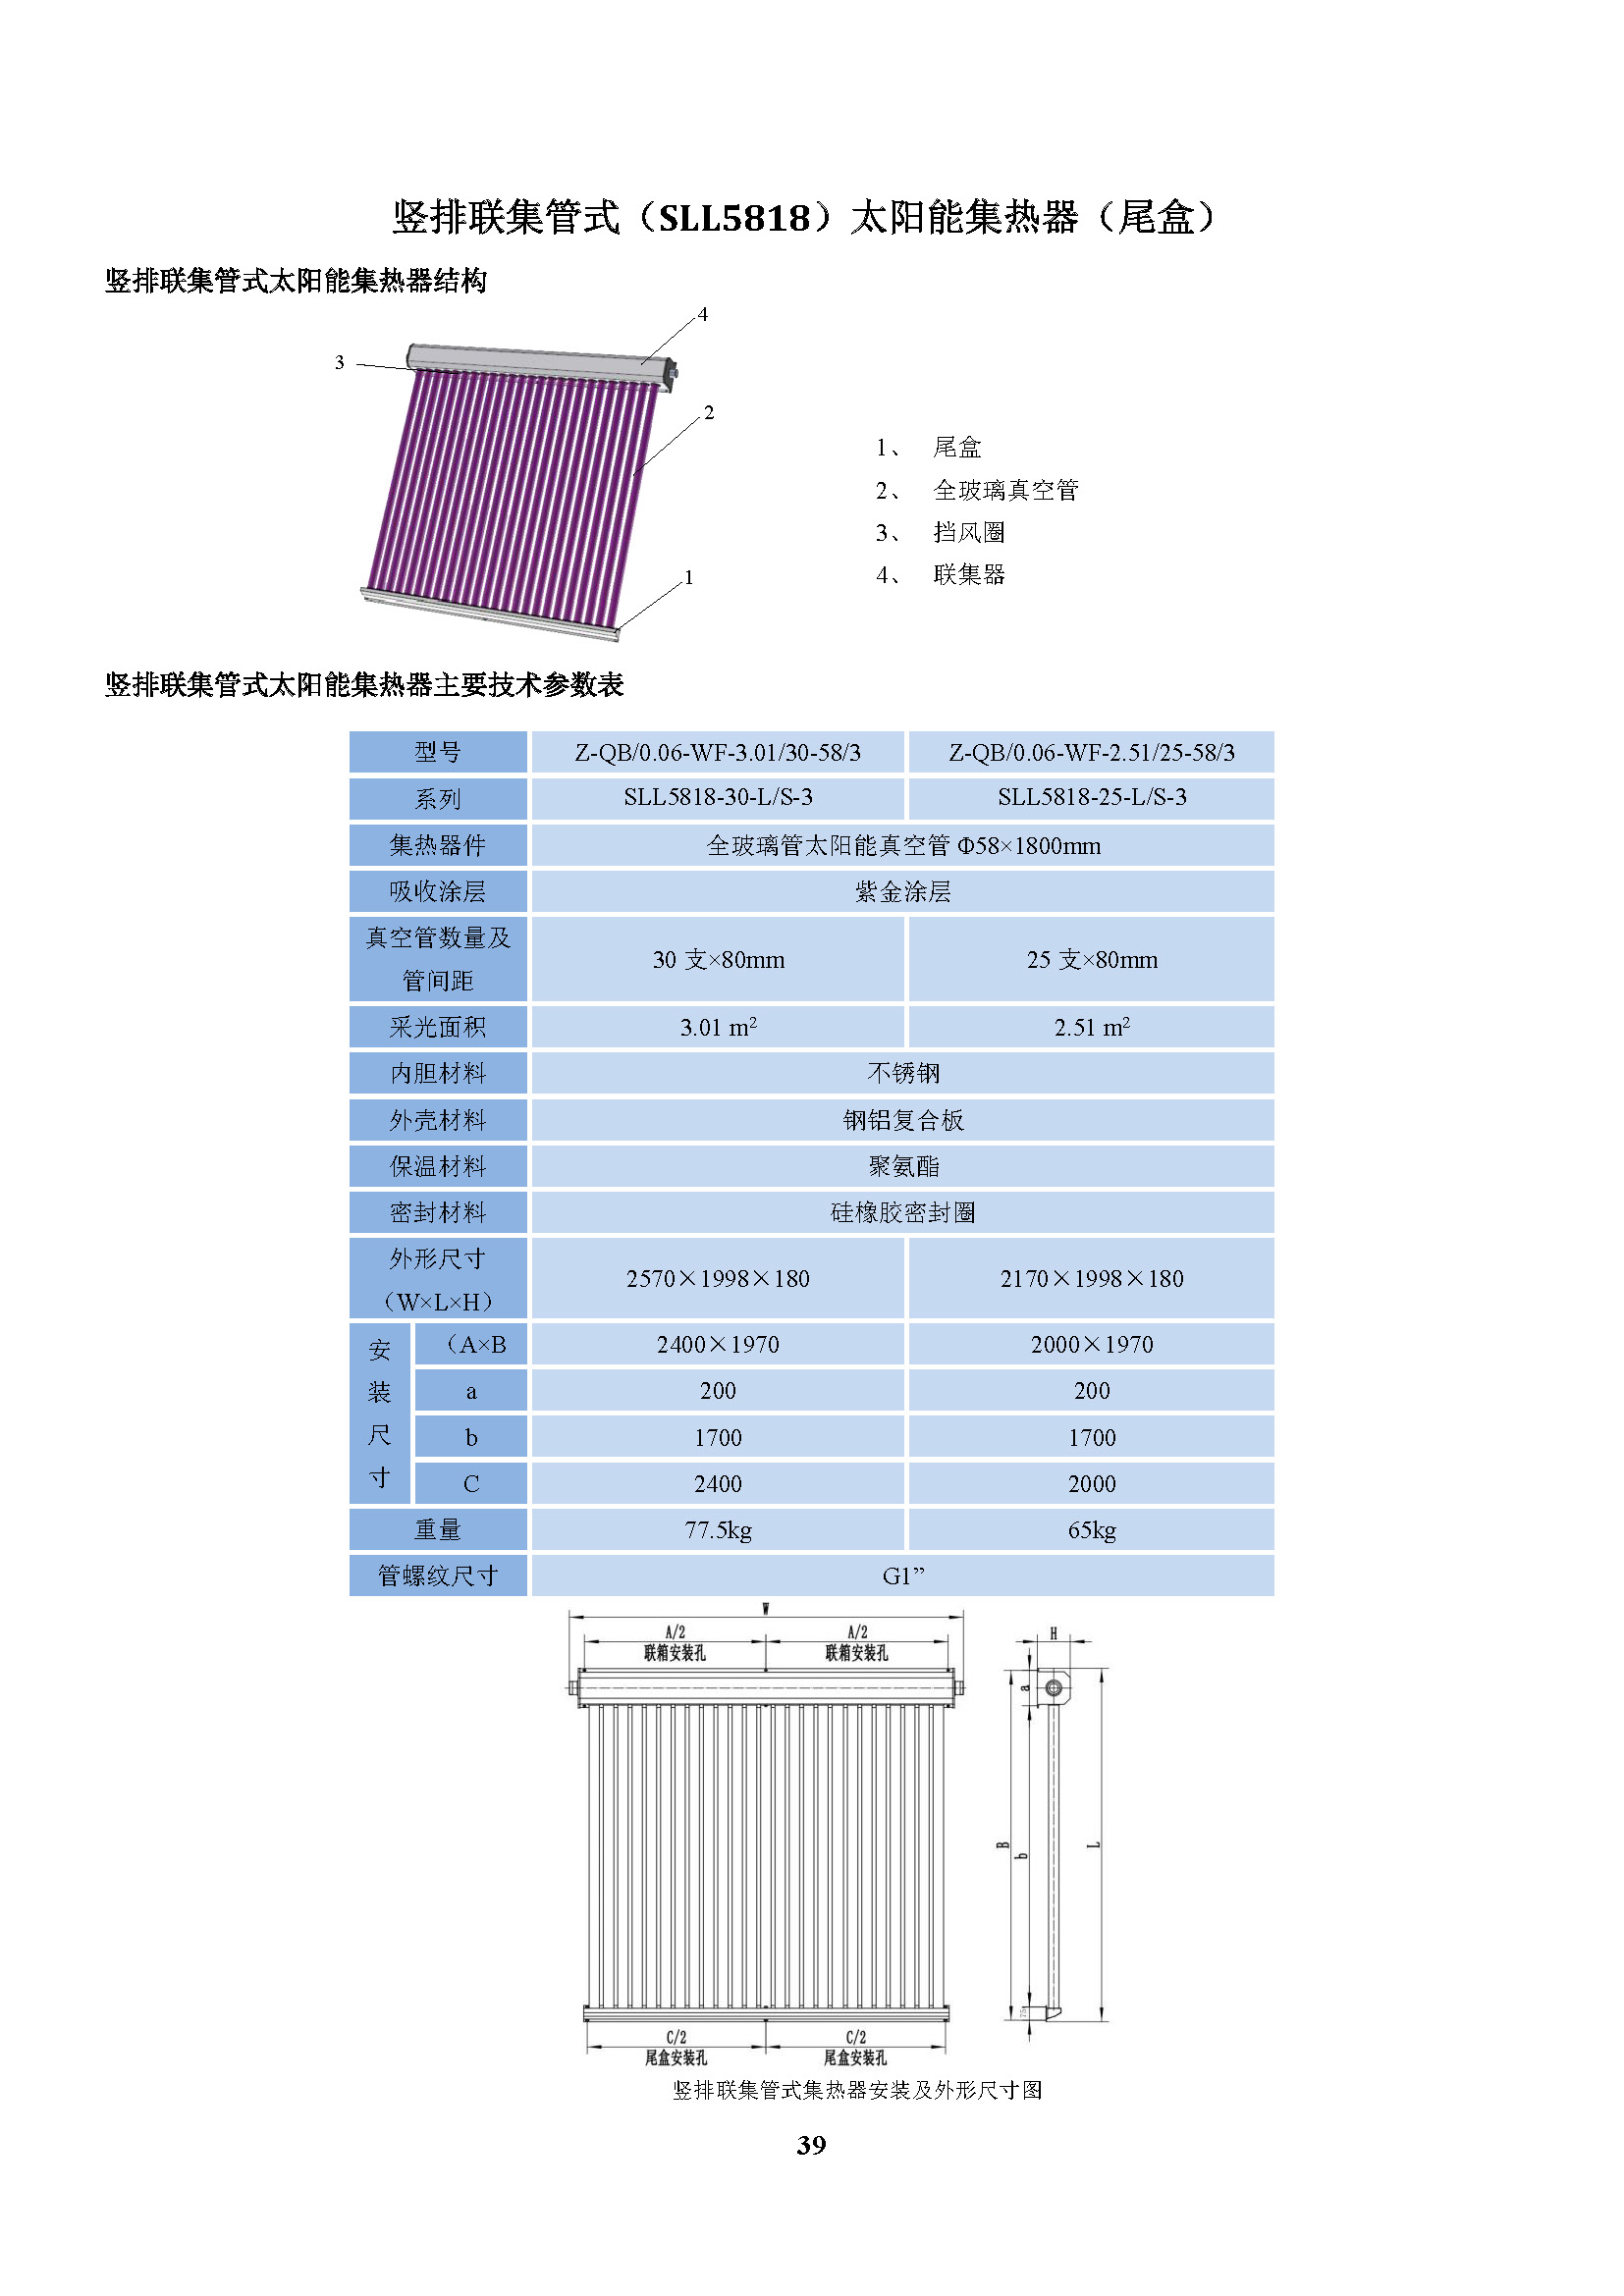 竖排联集管式（SLL5818）太阳能集热器（尾盒）
竖排联集管式太阳能集热器结构
4
3
2
1
1、 尾盒
2、 全玻璃真空管
3、 挡风圈
4、 联集器
竖排联集管式太阳能集热器主要技术参数表
型号 Z-QB/0.06-WF-3.01/30-58/3 Z-QB/0.06-WF-2.51/25-58/3
系列 SLL5818-30-L/S-3 SLL5818-25-L/S-3
集热器件 全玻璃管太阳能真空管 Φ58×1800mm
吸收涂层 紫金涂层
真空管数量及
管间距 30 支×80mm 25 支×80mm
采光面积 3.01 m² 2.51 m²
内胆材料 不锈钢
外壳材料 钢铝复合板
保温材料 聚氨酯
密封材料 硅橡胶密封圈
外形尺寸
（W×L×H） 2570×1998×180 2170×1998×180
安装尺寸 （A×B 2400×1970 2000×1970
a 200 200
b 1700 1700
C 2400 2000
重量 77.5kg 65kg
管螺纹尺寸 G1”
W
A/2 A/2
联箱安装孔 联箱安装孔
H
a
B
b
L
75
C/2 C/2
尾盒安装孔 尾盒安装孔
竖排联集管式集热器安装及外形尺寸图
39